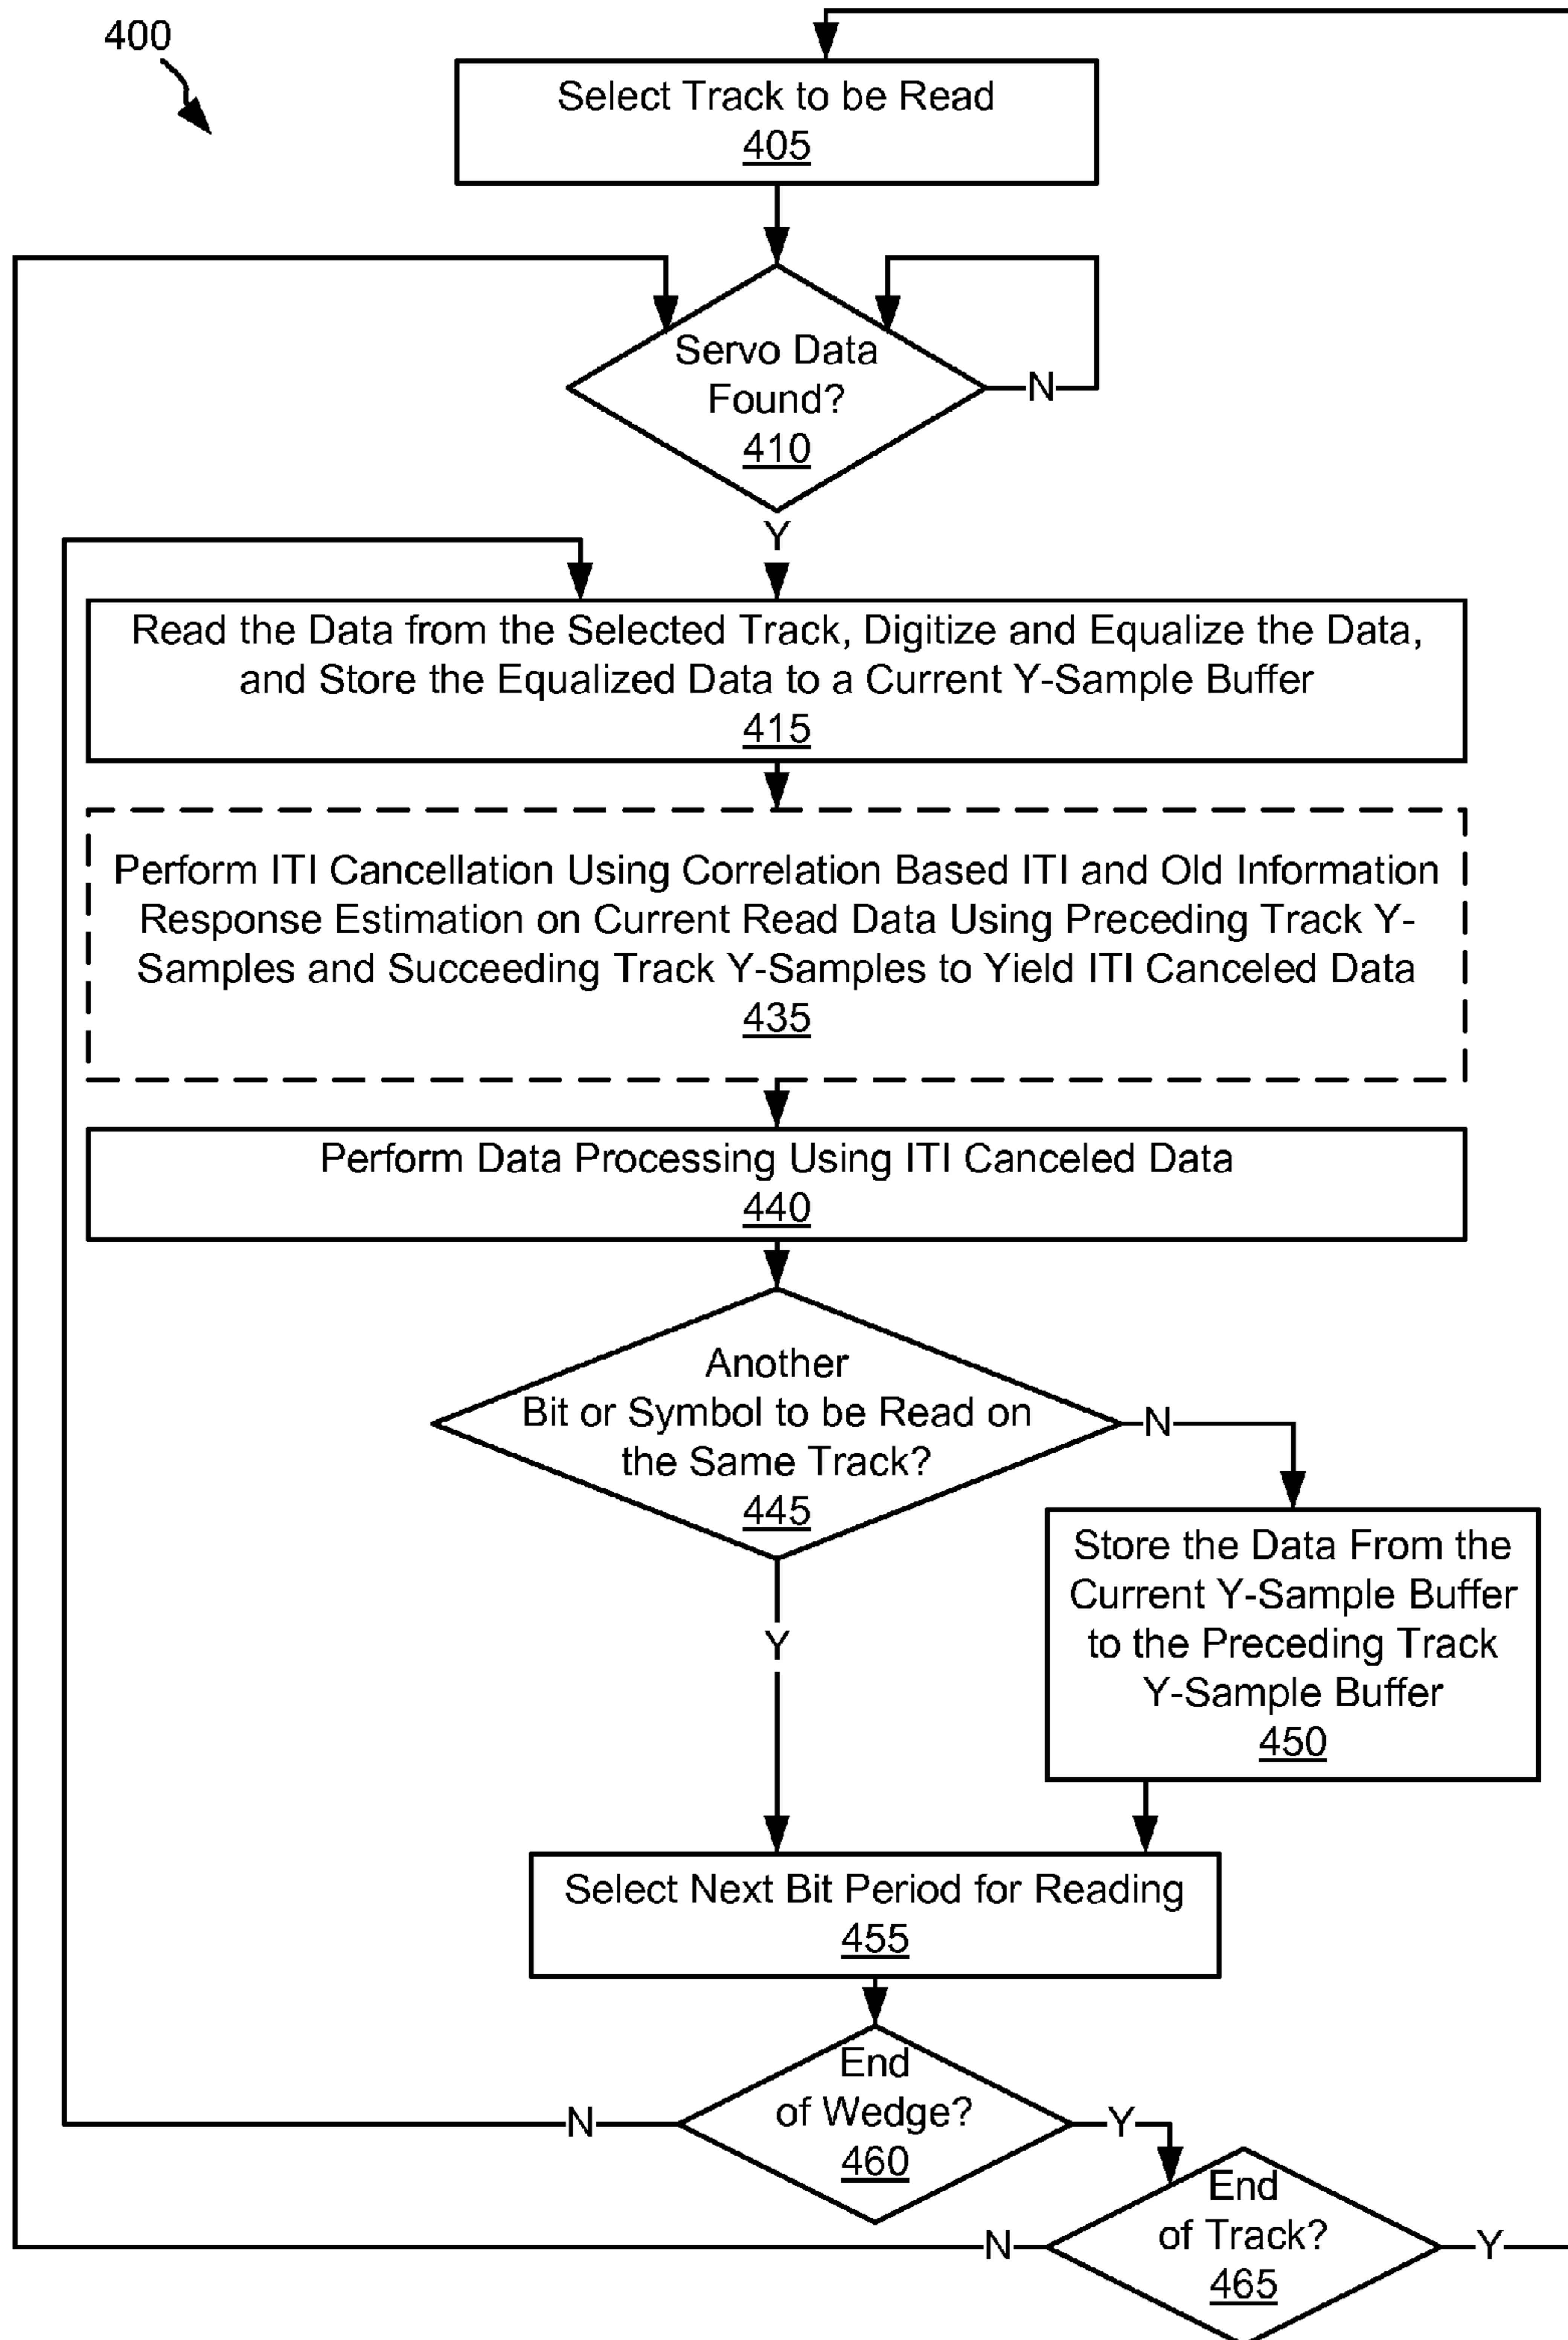 400
Select Track to be Read
405
Servo Data
Found?
410
N
Y
Read the Data from the Selected Track, Digitize and Equalize the Data,
and Store the Equalized Data to a Current Y-Sample Buffer
415
Perform ITI Cancellation Using Correlation Based ITI and Old Information
Response Estimation on Current Read Data Using Preceding Track Y-
Samples and Succeeding Track Y-Samples to Yield ITI Canceled Data
435
Perform Data Processing Using ITI Canceled Data
440
Another
Bit or Symbol to be Read on
the Same Track?
445
N
Y
Store the Data From the
Current Y-Sample Buffer
to the Preceding Track
Y-Sample Buffer
450
Select Next Bit Period for Reading
455
End
of Wedge?
460
N
Y
End
of Track?
465
N
Y